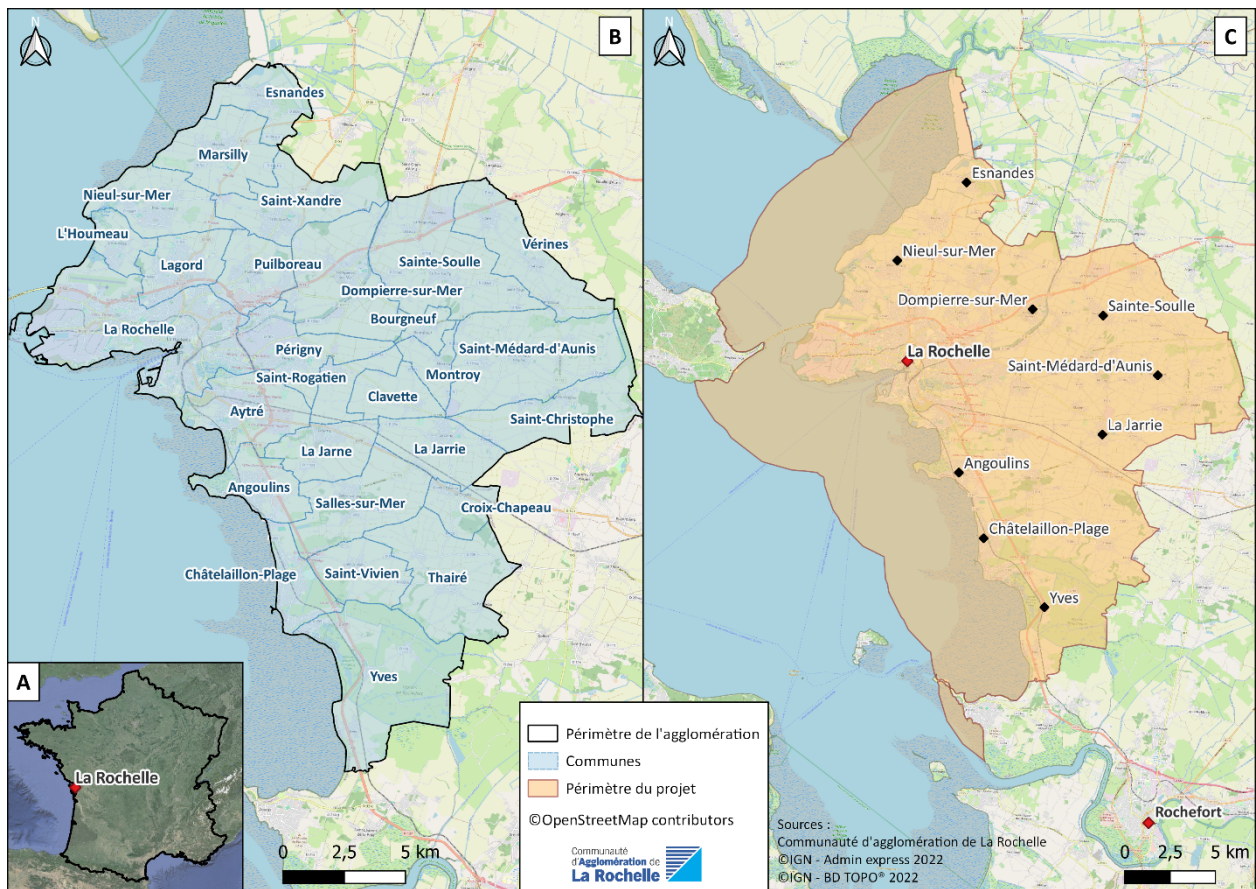 N
B
Esnandes
Marsilly
Nieul-sur-Mer
Saint-Xandre
L'Houmeau
Vérines
Lagord
Puilboreau
Sainte-Soulle
Dompierre-sur-Mer
Bourgneuf
La Rochelle
Périgny
Saint-Médard-d'Aunis
Saint-Rogatien
Montroy
Clavette
Aytré
Saint-Christophe
La Jarne
La Jarrie
Angoulins
Salles-sur-Mer
Croix-Chapeau
Châtelaillon-Plage
Saint-Vivien
Thairé
Yves
A
La Rochelle
0 2,5 5 km
Périmètre de l'agglomération
Communes
Périmètre du projet
©OpenStreetMap contributors
Communauté
d'Agglomération de
La Rochelle
N
C
Esnandes
Nieul-sur-Mer
Dompierre-sur-Mer
Sainte-Soulle
La Rochelle
Saint-Médard-d'Aunis
La Jarrie
Angoulins
Châtelaillon-Plage
Yves
Rochefort
Sources :
Communauté d'agglomération de La Rochelle
©IGN - Admin express 2022
©IGN - BD TOPO® 2022
0 2,5 5 km